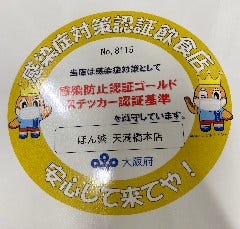 感染症対策認証飲食店
No.8115
当店は感染症対策として
感染防止認証ゴールド
ステッカー認証基準
を遵守しています。
天満橋本店
大阪府
安心して来てや！